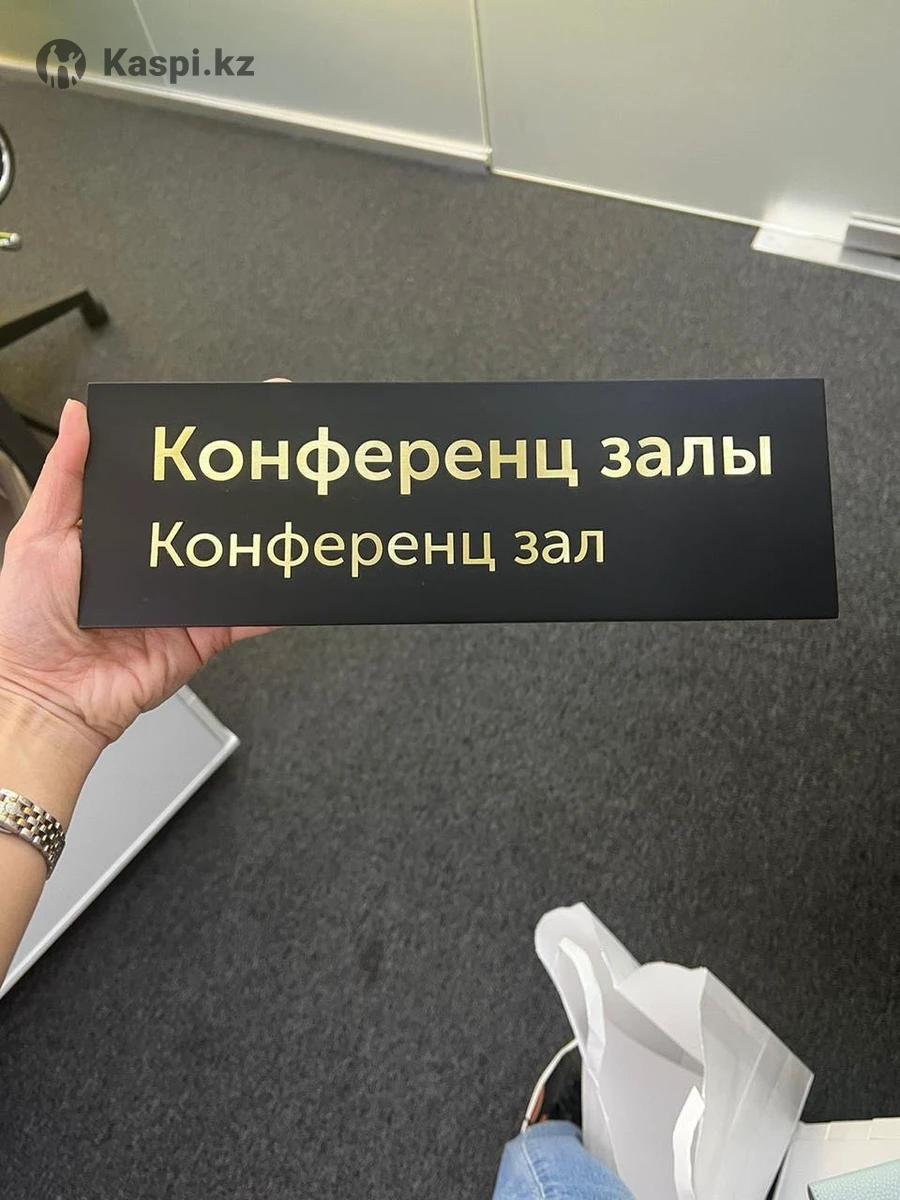 Kaspi.kz
Конференц залы
Конференц зал